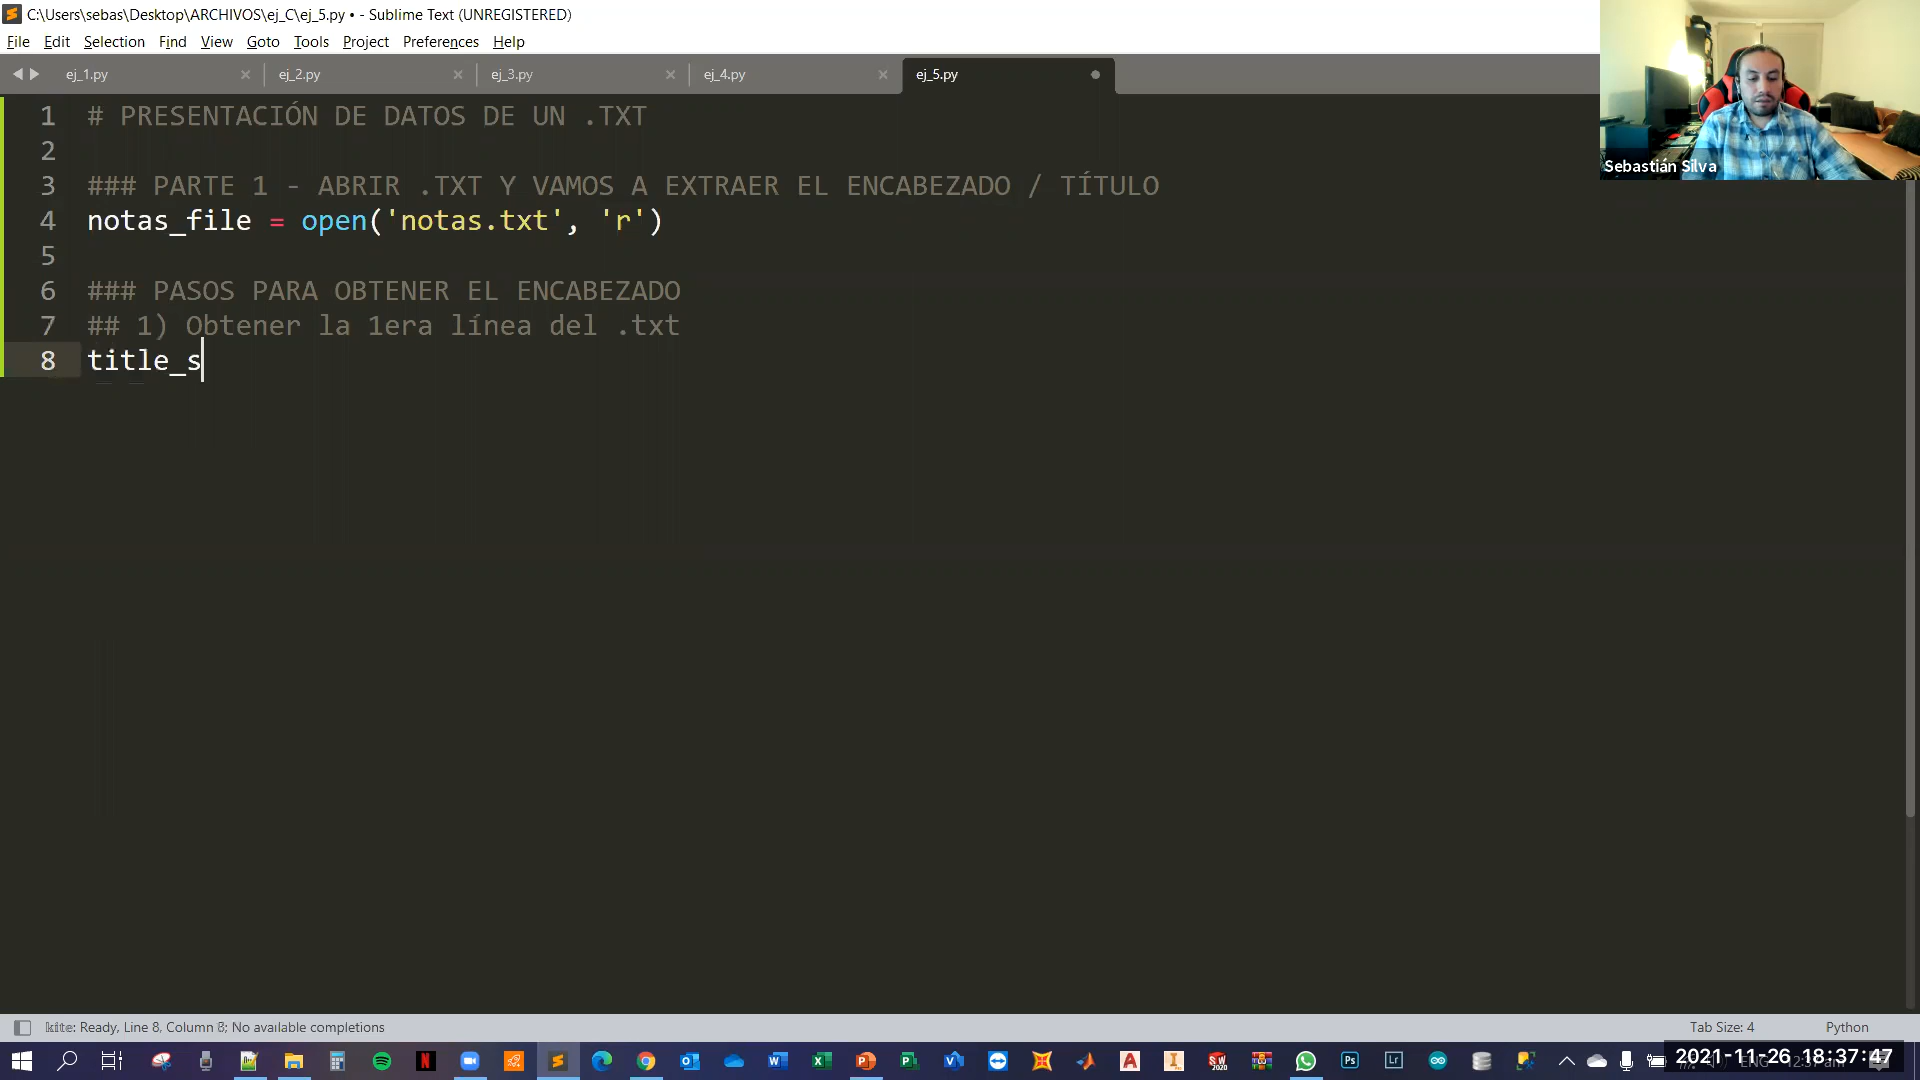 C:\Users\sebas\Desktop\ARCHIVOS\ej_C\ej_5.py • - Sublime Text (UNREGISTERED)
File Edit Selection Find View Goto Tools Project Preferences Help
ej_1.py ej_2.py ej_3.py ej_4.py ej_5.py
Sebastián Silva
1 # PRESENTACIÓN DE DATOS DE UN .TXT
2
3 ### PARTE 1 - ABRIR .TXT Y VAMOS A EXTRAER EL ENCABEZADO / TÍTULO
4 notas_file = open('notas.txt', 'r')
5
6 ### PASOS PARA OBTENER EL ENCABEZADO
7 ## 1) Obtener la 1era línea del .txt
8 title_s
kite: Ready, Line 8, Column 8; No available completions
Tab Size: 4 Python
2021-11-26 18:37:47